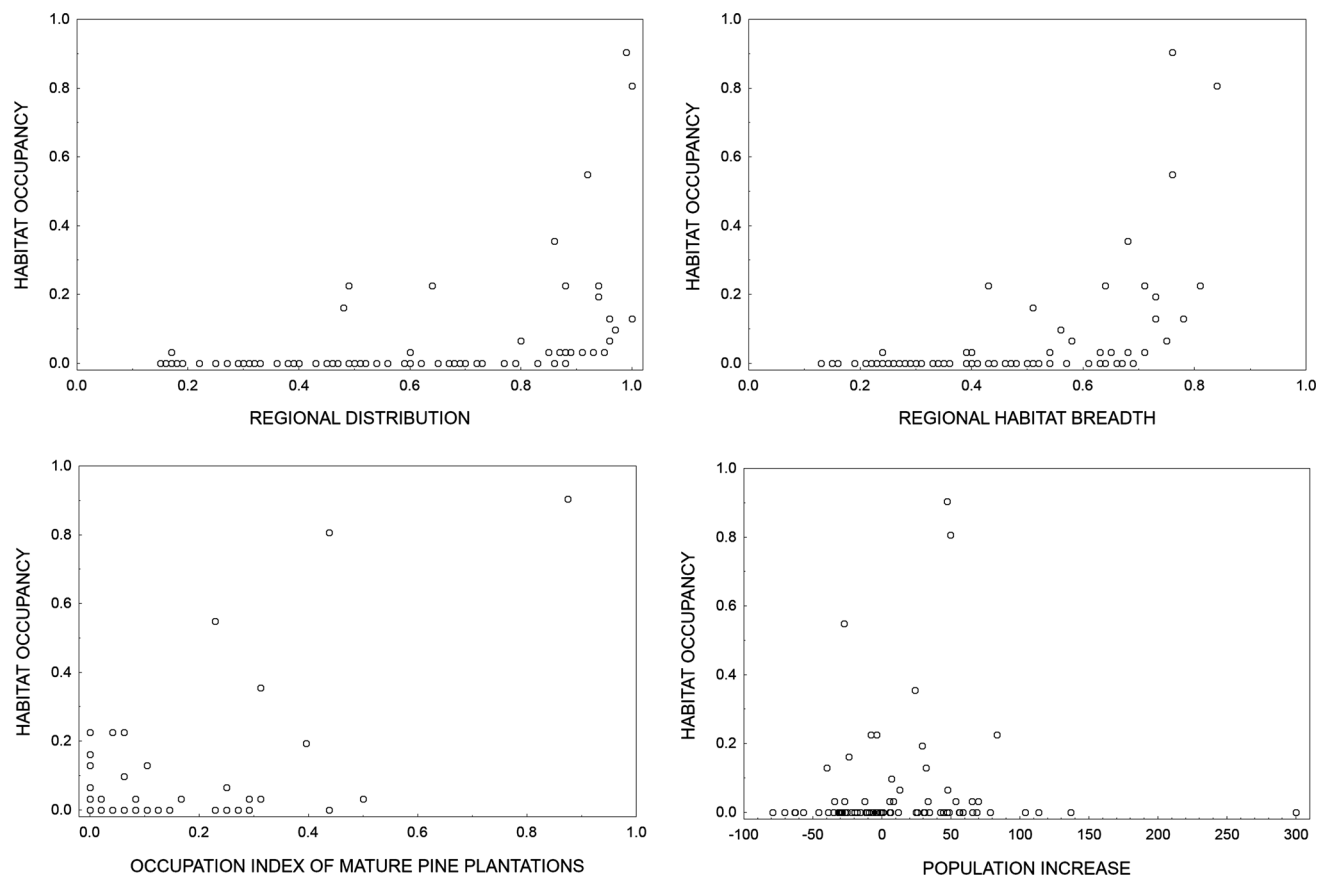 1.0
0.8
0.6
0.4
0.2
0.0
HABITAT OCCUPANCY
0.0 0.2 0.4 0.6 0.8 1.0
REGIONAL DISTRIBUTION
1.0
0.8
0.6
0.4
0.2
0.0
HABITAT OCCUPANCY
0.0 0.2 0.4 0.6 0.8 1.0
REGIONAL HABITAT BREADTH
1.0
0.8
0.6
0.4
0.2
0.0
HABITAT OCCUPANCY
0.0 0.2 0.4 0.6 0.8 1.0
OCCUPATION INDEX OF MATURE PINE PLANTATIONS
1.0
0.8
0.6
0.4
0.2
0.0
HABITAT OCCUPANCY
-100 -50 0 50 100 150 200 250 300
POPULATION INCREASE